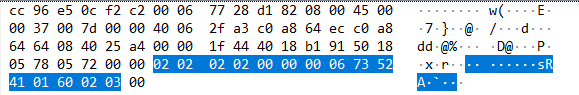 cc 96 e5 0c f2 c2 00 06 77 28 d1 82 08 00 45 00 ········ w(····E·
00 37 00 7d 00 00 40 06 2f a3 c0 a8 64 ec c0 a8 ·7·}··@· /···d···
64 64 08 40 25 a4 00 00 1f 44 40 18 b1 91 50 18 dd·@%··· ·D@···P·
05 78 05 72 00 00 02 02 02 02 00 00 00 06 73 52 ·x·r···· ······sR
41 01 60 02 03 00 A·`···